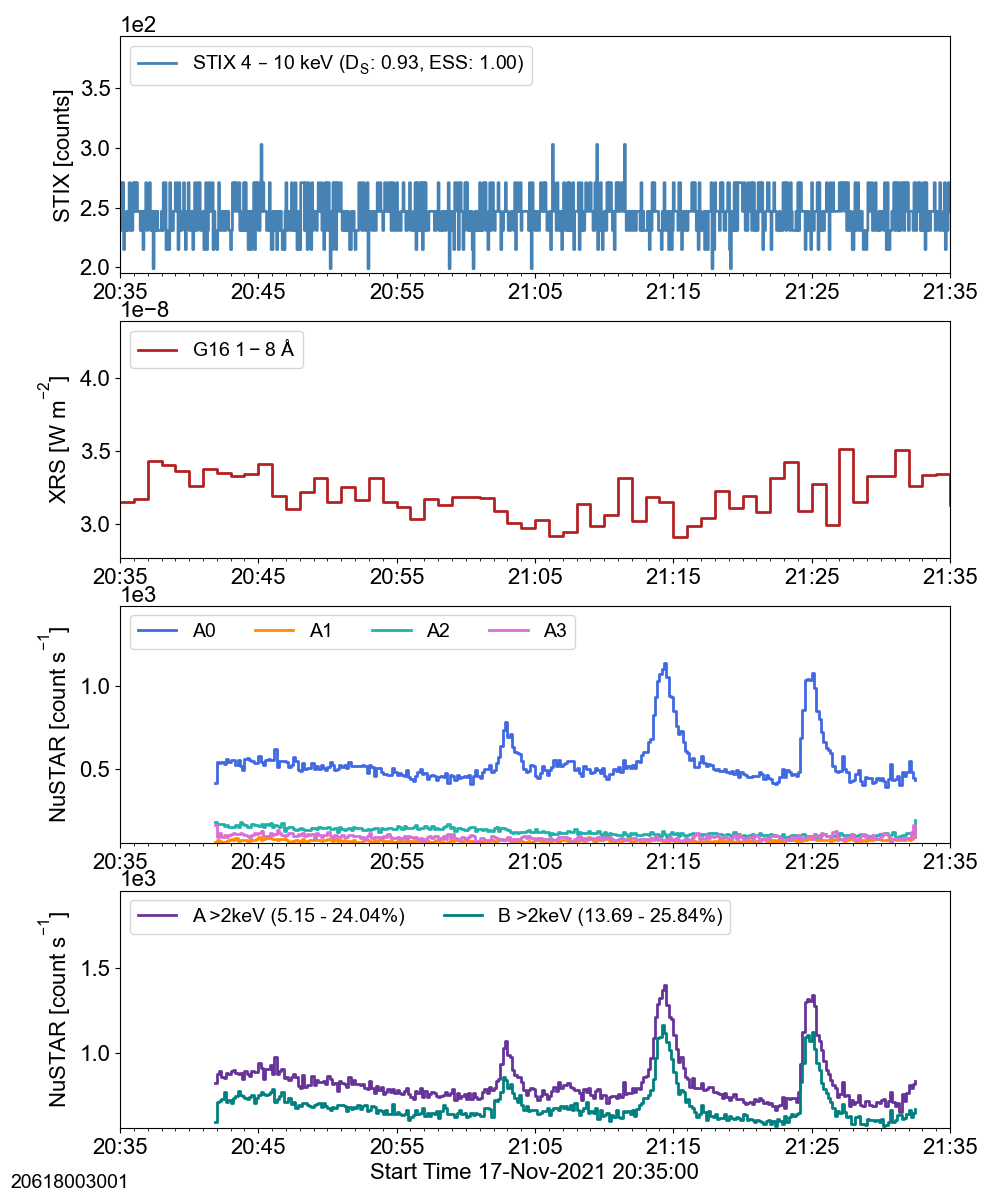 1e2
STIX 4 – 10 keV (DS: 0.93, ESS: 1.00)
STIX [counts]
3.5
3.0
2.5
2.0
20:35 20:45 20:55 21:05 21:15 21:25 21:35
1e−8
G16 1 – 8 Å
XRS [W m−2]
4.0
3.5
3.0
20:35 20:45 20:55 21:05 21:15 21:25 21:35
1e3
A0 A1 A2 A3
NuSTAR [count s−1]
1.0
0.5
20:35 20:45 20:55 21:05 21:15 21:25 21:35
1e3
A >2keV (5.15 - 24.04%) B >2keV (13.69 - 25.84%)
NuSTAR [count s−1]
1.5
1.0
20:35 20:45 20:55 21:05 21:15 21:25 21:35
Start Time 17-Nov-2021 20:35:00
20618003001